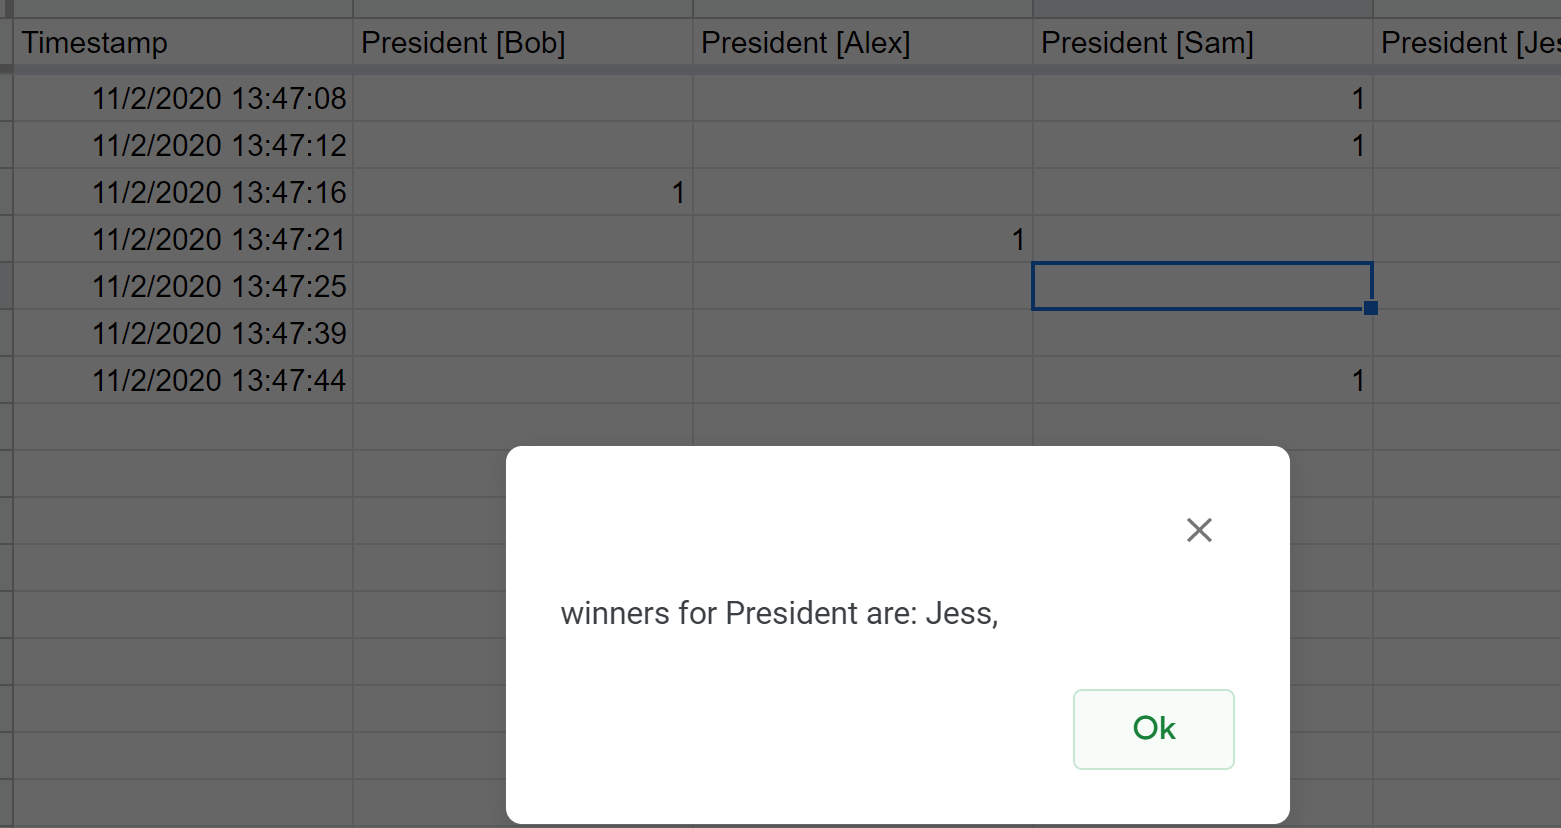 Timestamp President [Bob] President [Alex] President [Sam] President [Jes
11/2/2020 13:47:08 1
11/2/2020 13:47:12 1
11/2/2020 13:47:16 1
11/2/2020 13:47:21 1
11/2/2020 13:47:25
11/2/2020 13:47:39
11/2/2020 13:47:44 1
winners for President are: Jess,
Ok